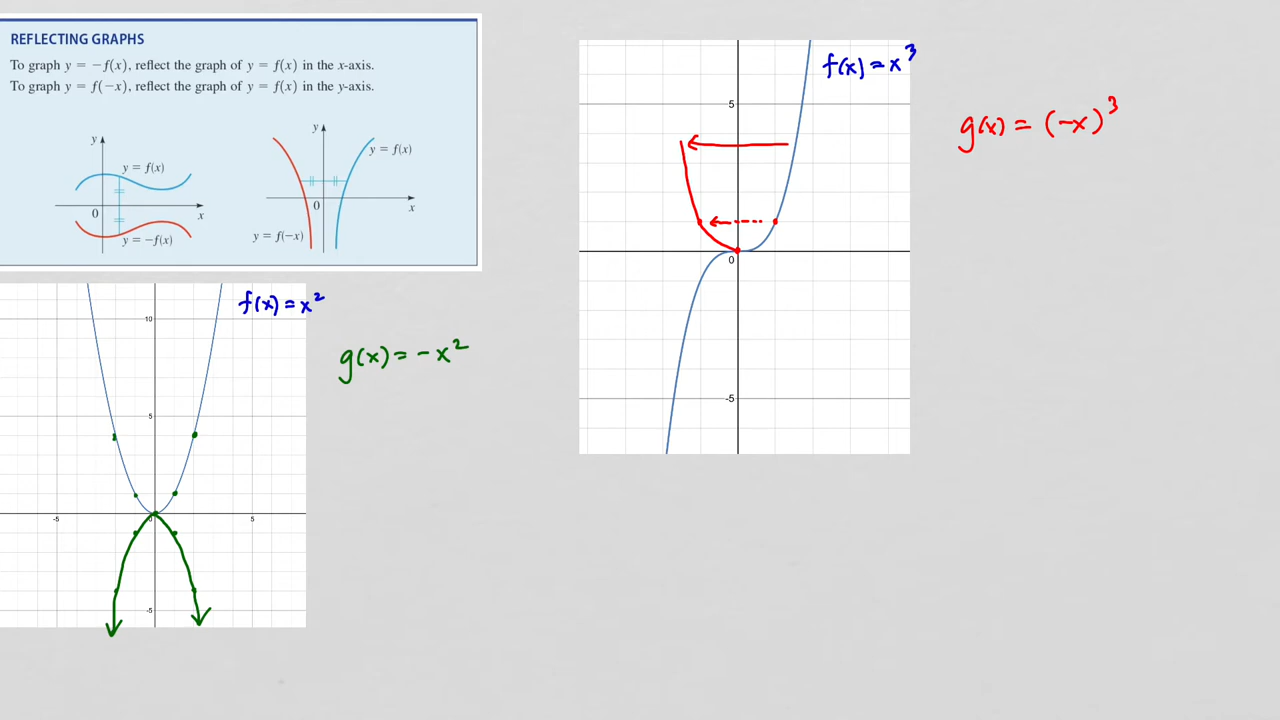 REFLECTING GRAPHS
To graph y = −f(x), reflect the graph of y = f(x) in the x-axis.
To graph y = f(−x), reflect the graph of y = f(x) in the y-axis.
y
y = f(x)
0
x
y = −f(x)
y
y = f(x)
0
x
y = f(−x)
f(x) = x²
10
5
-5
0
5
-5
g(x) = -x²
f(x) = x³
5
0
-5
g(x) = (-x)³